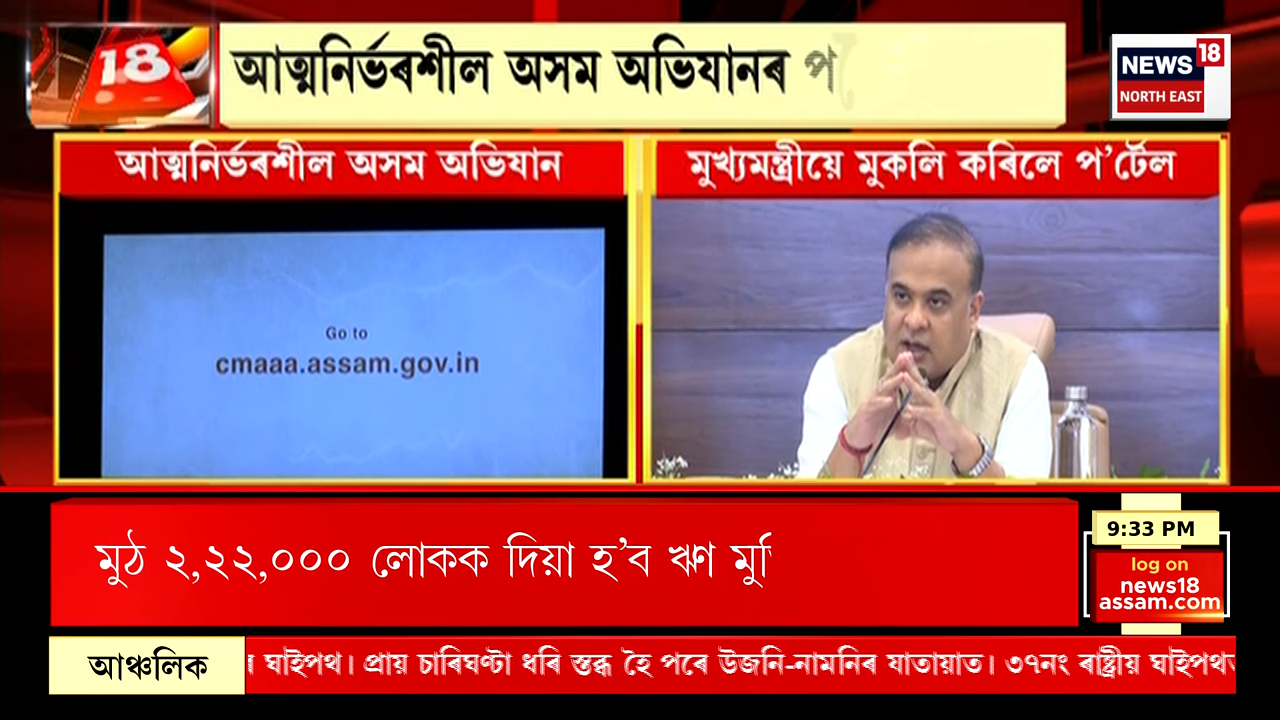 18
আত্মনিৰ্ভৰশীল অসম অভিযানৰ
NEWS 18
NORTH EAST
আত্মনিৰ্ভৰশীল অসম অভিযান
মুখ্যমন্ত্ৰীয়ে মুকলি কৰিলে প'ৰ্টেল
Go to
cmaaa.assam.gov.in
মুঠ ২,২২,০০০ লোকক দিয়া হ'ব ঋণ
9:33 PM
log on
news18
assam.com
আঞ্চলিক
ঘাইপথ। প্ৰায় চাৰিঘণ্টা ধৰি স্তব্ধ হৈ পৰে উজনি-নামনিৰ যাতায়াত। ৩৭নং ৰাষ্ট্ৰীয়